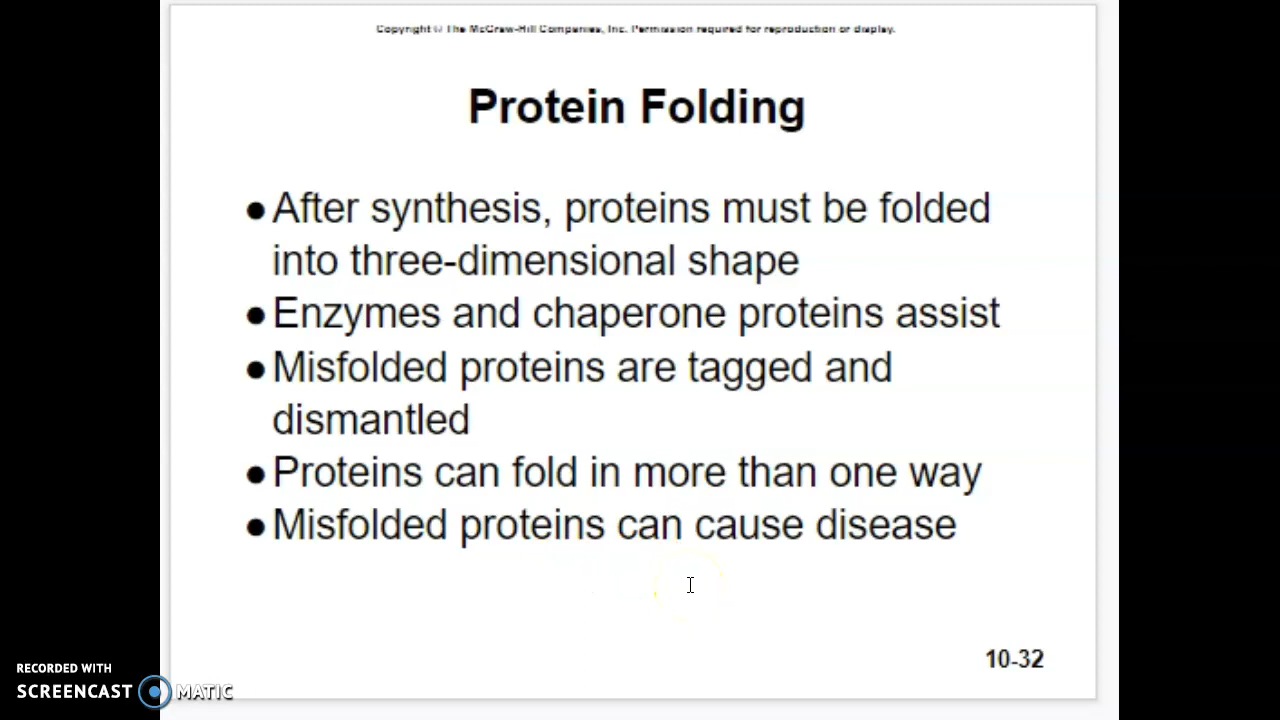 Copyright © The McGraw-Hill Companies, Inc. Permission required for reproduction or display.
Protein Folding
● After synthesis, proteins must be folded
into three-dimensional shape
● Enzymes and chaperone proteins assist
● Misfolded proteins are tagged and
dismantled
● Proteins can fold in more than one way
● Misfolded proteins can cause disease
10-32
RECORDED WITH
SCREENCAST MATIC